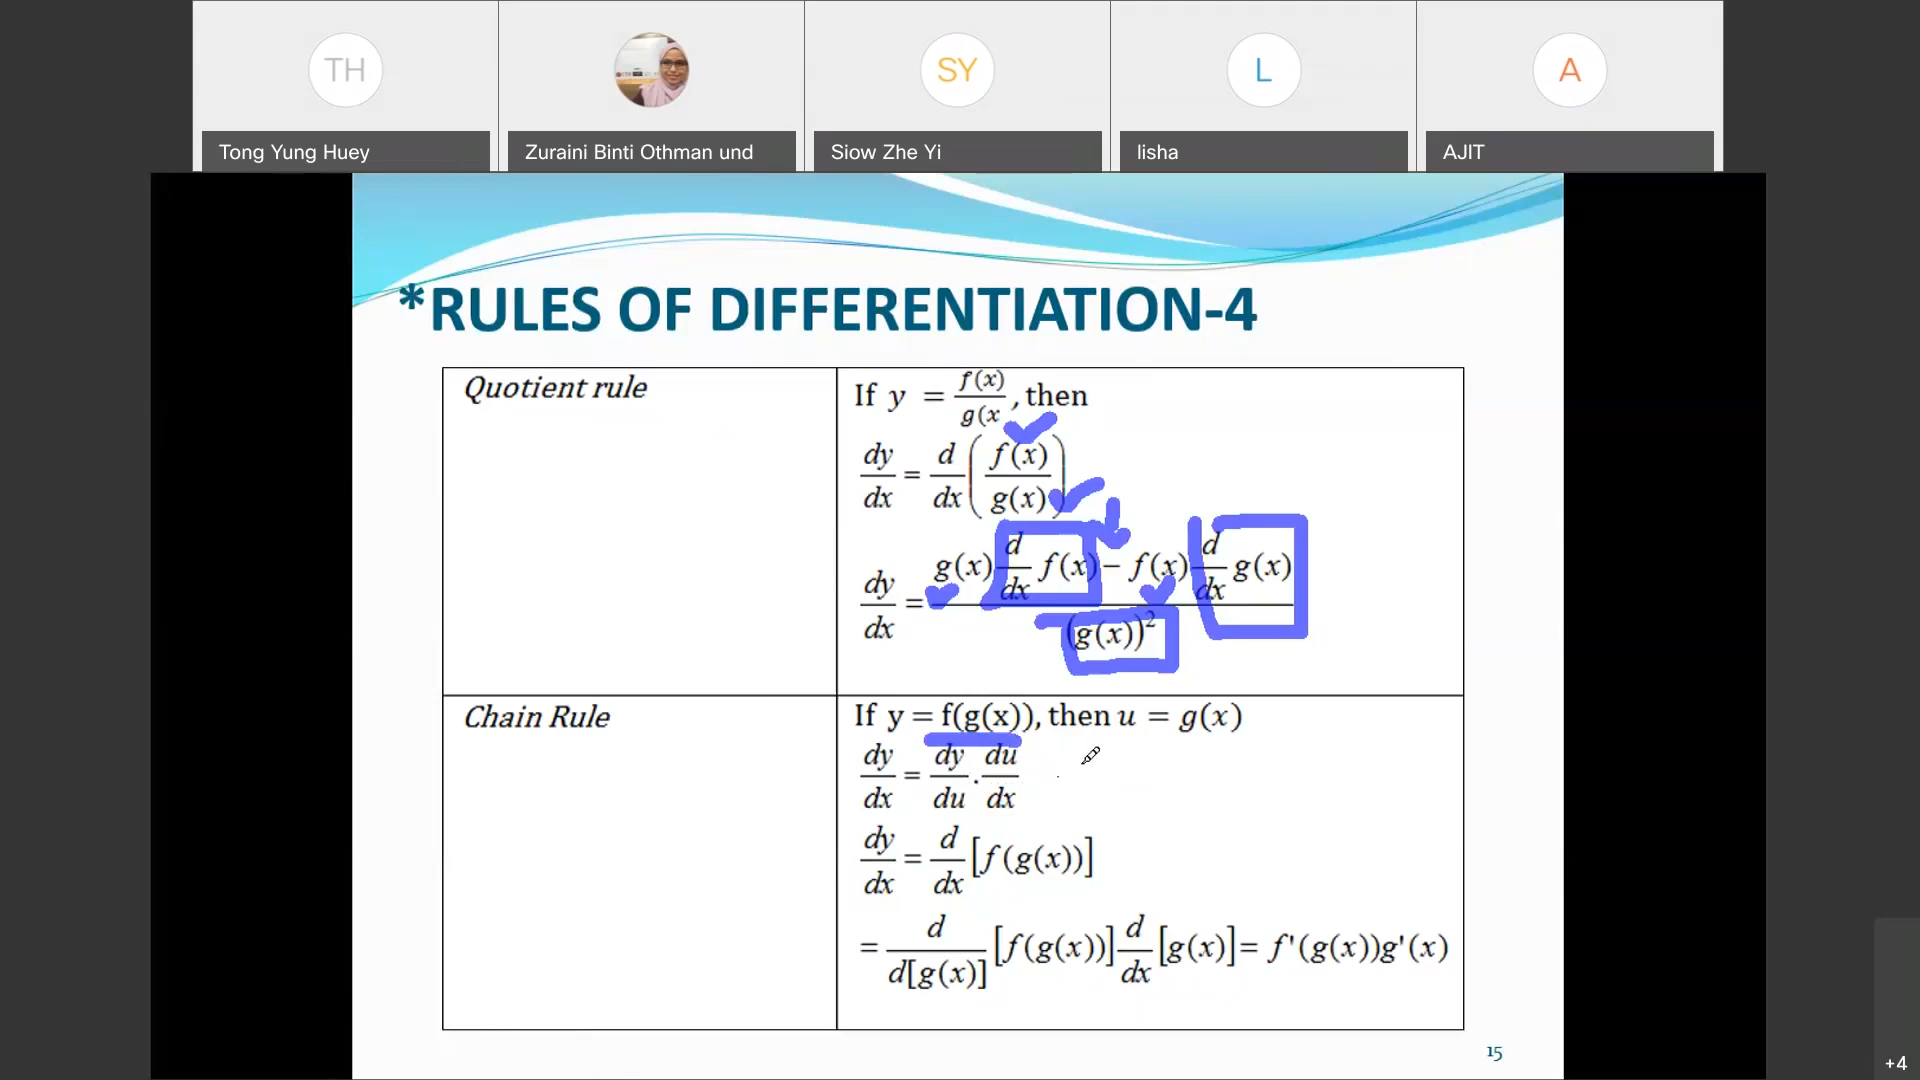 TH
SY
L
A
Tong Yung Huey
Zuraini Binti Othman und
Siow Zhe Yi
lisha
AJIT
*RULES OF DIFFERENTIATION-4
Quotient rule
If y = f(x)/g(x , then
dy/dx = d/dx (f(x)/g(x))
dy/dx = (g(x) d/dx f(x) − f(x) d/dx g(x)) / (g(x))²
Chain Rule
If y = f(g(x)), then u = g(x)
dy/dx = dy/du . du/dx
dy/dx = d/dx [f(g(x))]
= d/d[g(x)] [f(g(x))] d/dx [g(x)] = f'(g(x))g'(x)
15
+4